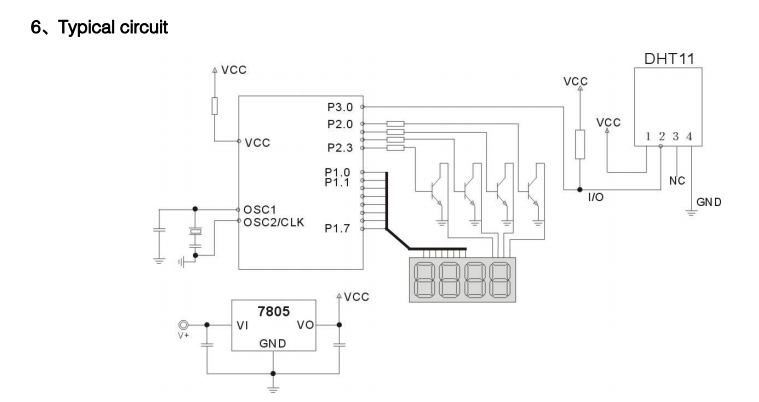 6、Typical circuit
DHT11
VCC
VCC
P3.0
P2.0
VCC
1 2 3 4
VCC
P2.3
P1.0
P1.1
NC
I/O
GND
OSC1
OSC2/CLK
P1.7
VCC
7805
VI
VO
V+
GND